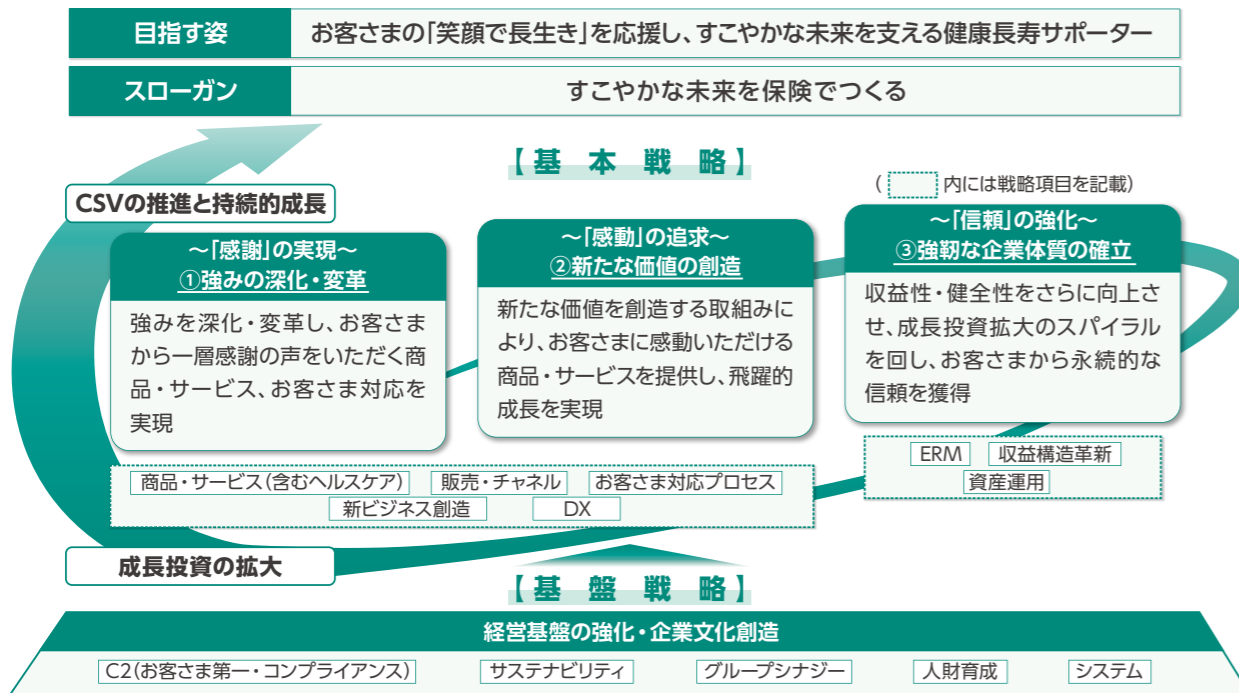 目指す姿
お客さまの「笑顔で長生き」を応援し、すこやかな未来を支える健康長寿サポーター
スローガン
すこやかな未来を保険でつくる
【基本戦略】
( 内には戦略項目を記載)
CSVの推進と持続的成長
～「感謝」の実現～
①強みの深化・変革
強みを深化・変革し、お客さま
から一層感謝の声をいただく商
品・サービス、お客さま対応を
実現
～「感動」の追求～
②新たな価値の創造
新たな価値を創造する取組みに
より、お客さまに感動いただける
商品・サービスを提供し、飛躍的
成長を実現
～「信頼」の強化～
③強靭な企業体質の確立
収益性・健全性をさらに向上さ
せ、成長投資拡大のスパイラル
を回し、お客さまから永続的な
信頼を獲得
商品・サービス(含むヘルスケア)
販売・チャネル
お客さま対応プロセス
新ビジネス創造
DX
ERM
収益構造革新
資産運用
成長投資の拡大
【基盤戦略】
経営基盤の強化・企業文化創造
C2(お客さま第一・コンプライアンス)
サステナビリティ
グループシナジー
人財育成
システム